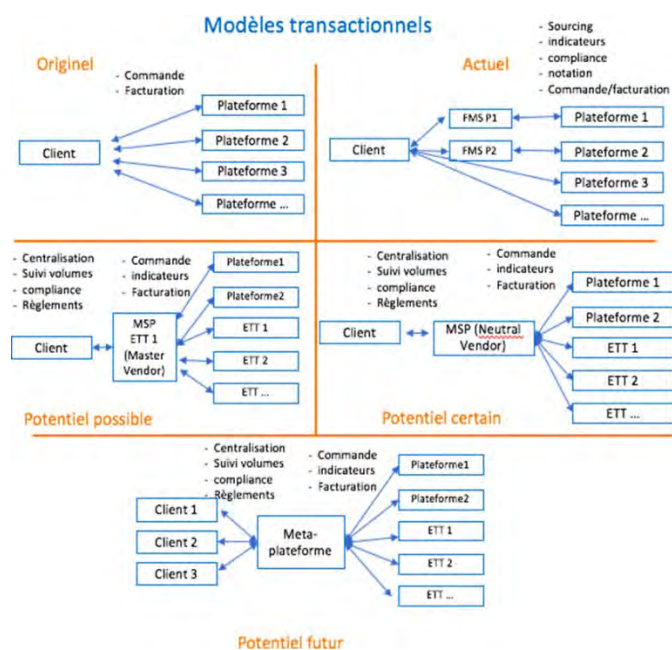 Modèles transactionnels
Originel
- Commande
- Facturation
Client
Plateforme 1
Plateforme 2
Plateforme 3
Plateforme ...
Actuel
- Sourcing
- indicateurs
- compliance
- notation
- Commande/facturation
Client
FMS P1
FMS P2
Plateforme 1
Plateforme 2
Plateforme 3
Plateforme ...
- Centralisation
- Suivi volumes
- compliance
- Règlements
- Commande
- indicateurs
- Facturation
Client
MSP
ETT 1
(Master
Vendor)
Plateforme1
Plateforme2
ETT 1
ETT 2
ETT ...
Potentiel possible
- Centralisation
- Suivi volumes
- compliance
- Règlements
- Commande
- indicateurs
- Facturation
Client
MSP (Neutral
Vendor)
Plateforme 1
Plateforme 2
ETT 1
ETT 2
ETT ...
Potentiel certain
- Centralisation
- Suivi volumes
- compliance
- Règlements
- Commande
- indicateurs
- Facturation
Client 1
Client 2
Client 3
Meta-
plateforme
Plateforme1
Plateforme2
ETT 1
ETT 2
ETT ...
Potentiel futur